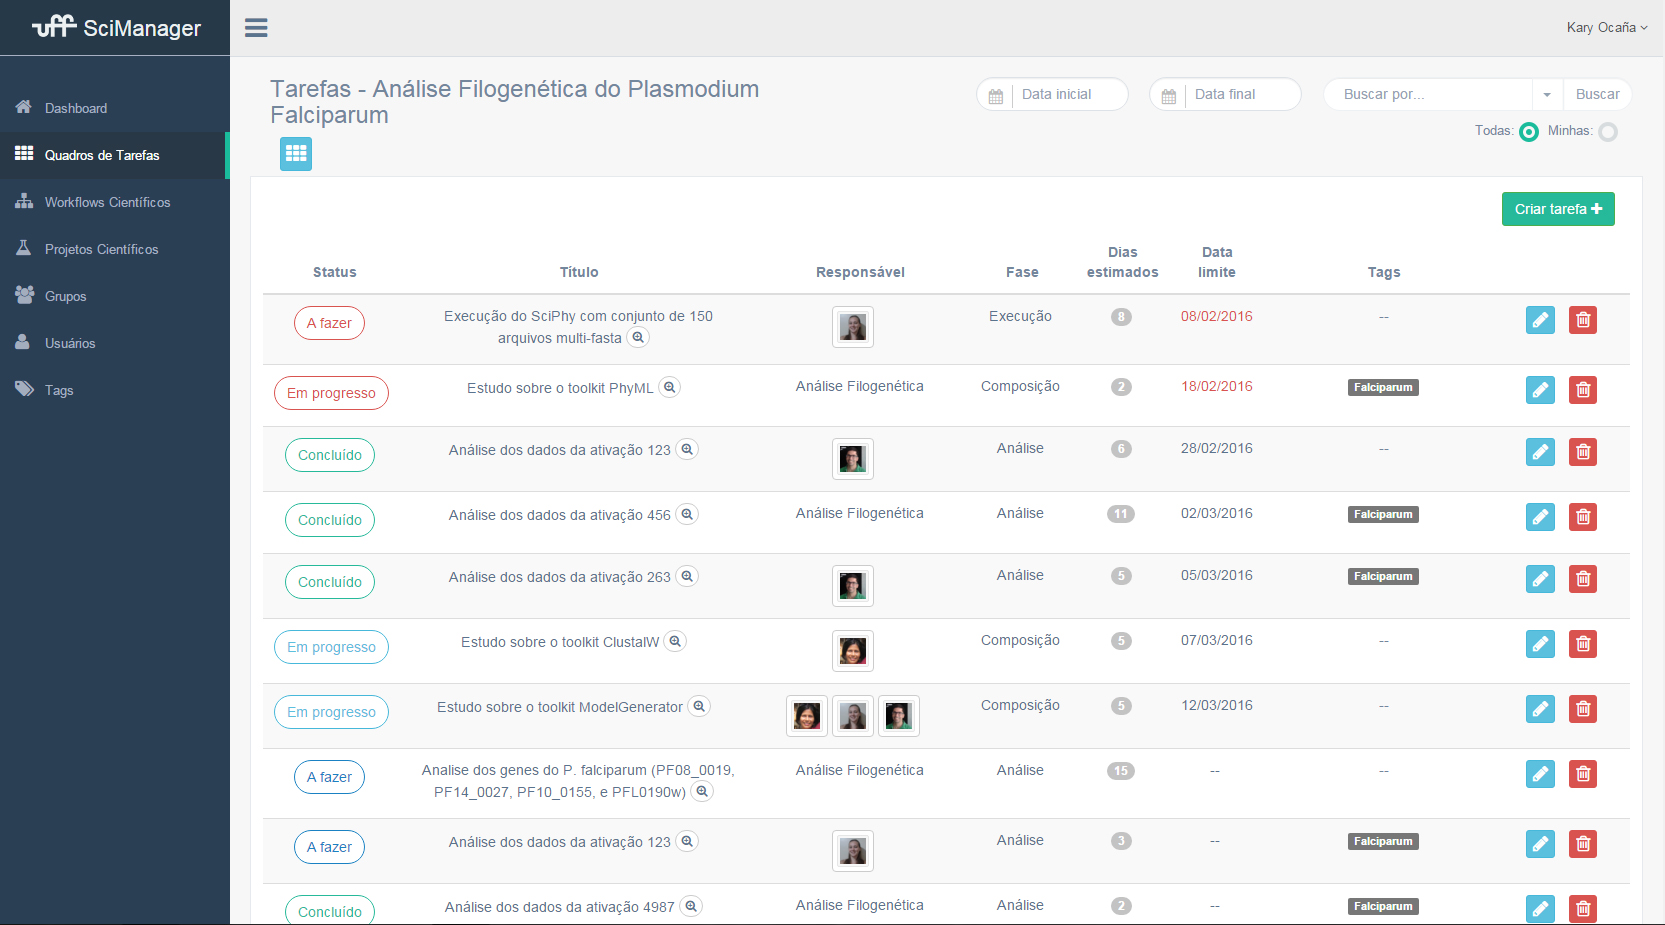 uff SciManager
Kary Ocaña
Dashboard
Quadros de Tarefas
Workflows Científicos
Projetos Científicos
Grupos
Usuários
Tags
Tarefas - Análise Filogenética do Plasmodium
Falciparum
Data inicial
Data final
Buscar por...
Buscar
Todas:
Minhas:
Criar tarefa
Status Título Responsável Fase Dias estimados Data limite Tags
A fazer Execução do SciPhy com conjunto de 150 Execução 8 08/02/2016 --
arquivos multi-fasta
Em progresso Estudo sobre o toolkit PhyML Análise Filogenética Composição 2 18/02/2016 Falciparum
Concluído Análise dos dados da ativação 123 Análise 6 28/02/2016 --
Concluído Análise dos dados da ativação 456 Análise Filogenética Análise 11 02/03/2016 Falciparum
Concluído Análise dos dados da ativação 263 Análise 5 05/03/2016 Falciparum
Em progresso Estudo sobre o toolkit ClustalW Composição 5 07/03/2016 --
Em progresso Estudo sobre o toolkit ModelGenerator Composição 5 12/03/2016 --
A fazer Analise dos genes do P. falciparum (PF08_0019, Análise Filogenética Análise 15 -- --
PF14_0027, PF10_0155, e PFL0190w)
A fazer Análise dos dados da ativação 123 Análise 3 -- Falciparum
Concluído Análise dos dados da ativação 4987 Análise Filogenética Análise 2 -- Falciparum